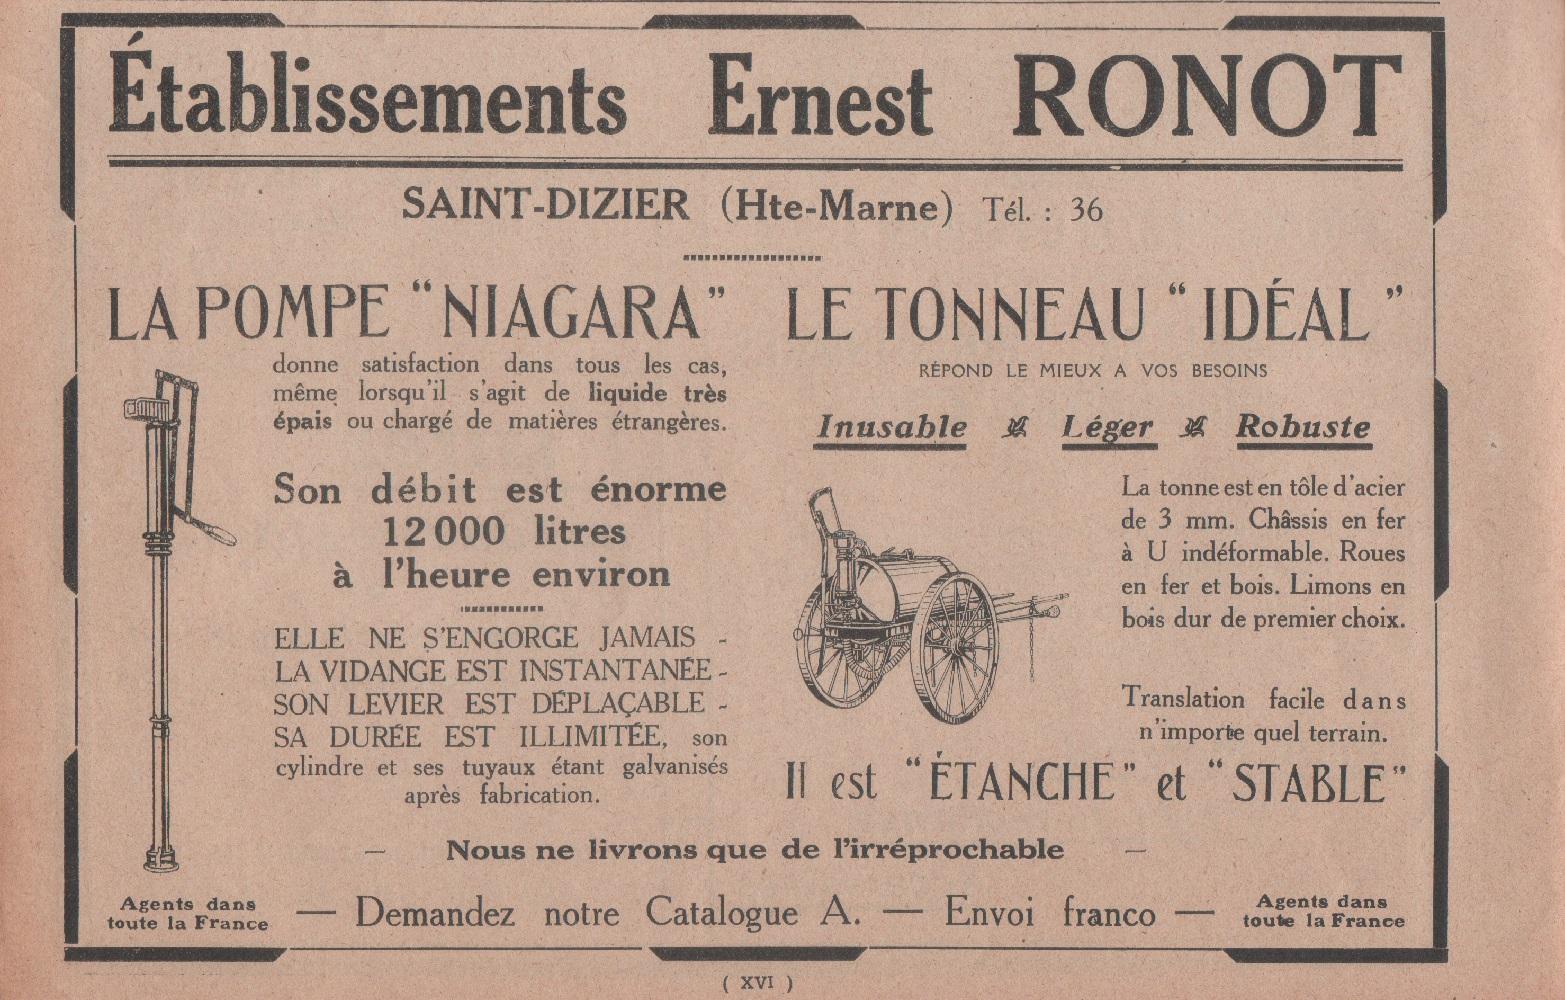 Établissements Ernest RONOT
SAINT-DIZIER (Hte-Marne) Tél. : 36
LA POMPE “NIAGARA”
donne satisfaction dans tous les cas,
même lorsqu'il s'agit de liquide très
épais ou chargé de matières étrangères.
Son débit est énorme
12 000 litres
à l'heure environ
ELLE NE S'ENGORGE JAMAIS -
LA VIDANGE EST INSTANTANÉE -
SON LEVIER EST DÉPLAÇABLE -
SA DURÉE EST ILLIMITÉE, son
cylindre et ses tuyaux étant galvanisés
après fabrication.
LE TONNEAU “IDÉAL”
RÉPOND LE MIEUX A VOS BESOINS
Inusable Léger Robuste
La tonne est en tôle d'acier
de 3 mm. Châssis en fer
à U indéformable. Roues
en fer et bois. Limons en
bois dur de premier choix.
Translation facile dans
n'importe quel terrain.
Il est “ÉTANCHE” et “STABLE”
— Nous ne livrons que de l'irréprochable —
Agents dans
toute la France
— Demandez notre Catalogue A. — Envoi franco —
Agents dans
toute la France
( XVI )